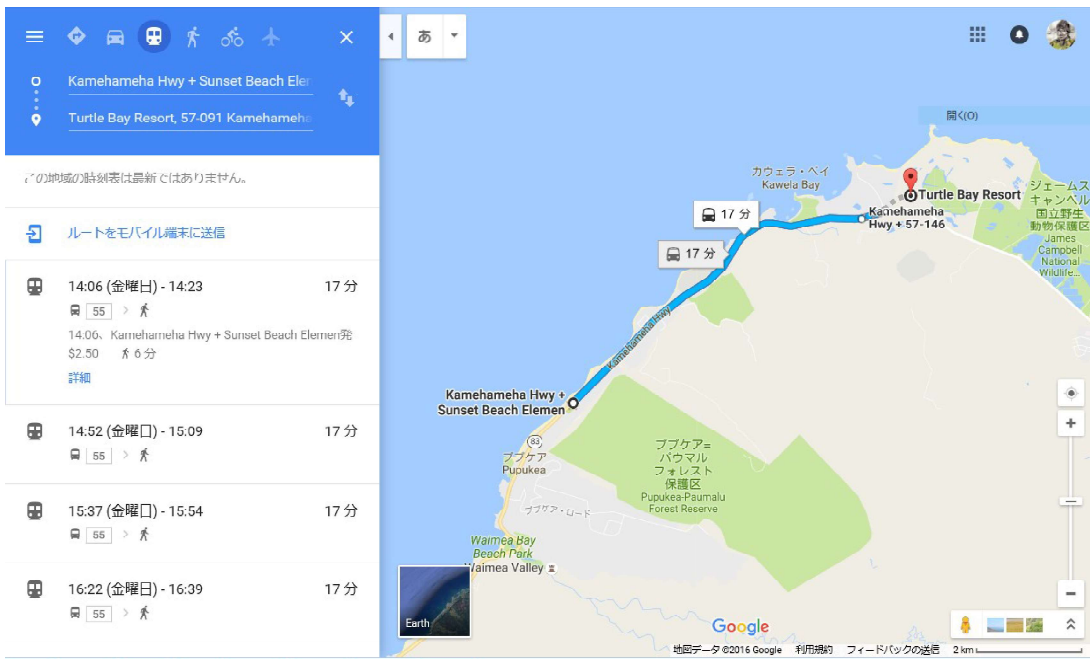 Kamehameha Hwy + Sunset Beach Elen
Turtle Bay Resort, 57-091 Kamehameha
この地域の時刻表は最新ではありません。
ルートをモバイル端末に送信
14:06 (金曜日) - 14:23 17 分
55
14:06、Kamehameha Hwy + Sunset Beach Elemen発
$2.50 6 分
詳細
14:52 (金曜日) - 15:09 17 分
55
15:37 (金曜日) - 15:54 17 分
55
16:22 (金曜日) - 16:39 17 分
55
あ
開く(O)
カウェラ・ベイ
Kawela Bay
Turtle Bay Resort
Kamehameha
Hwy + 57-146
ジェームス
キャンベル
国立野生
動物保護区
James
Campbell
National
Wildlife...
17 分
17 分
Kamehameha Hwy
Kamehameha Hwy +
Sunset Beach Elemen
83
ププケア
Pupukea
ププケア=
パウマル
フォレスト
保護区
Pupukea-Paumalu
Forest Reserve
ププケア・ロード
Waimea Bay
Beach Park
Waimea Valley
Earth
Google
地図データ ©2016 Google 利用規約 フィードバックの送信 2 km